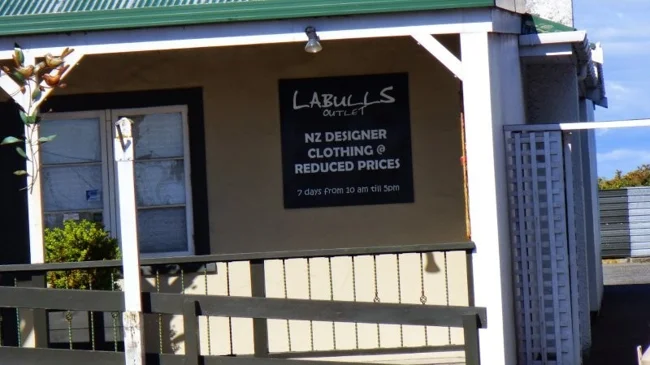 LABULLS
OUTLET
NZ DESIGNER
CLOTHING @
REDUCED PRICES
7 days from 10 am till 5pm